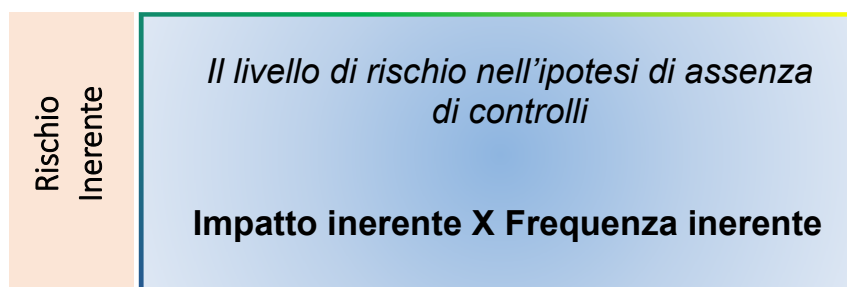 Rischio
Inerente
Il livello di rischio nell’ipotesi di assenza
di controlli
Impatto inerente X Frequenza inerente